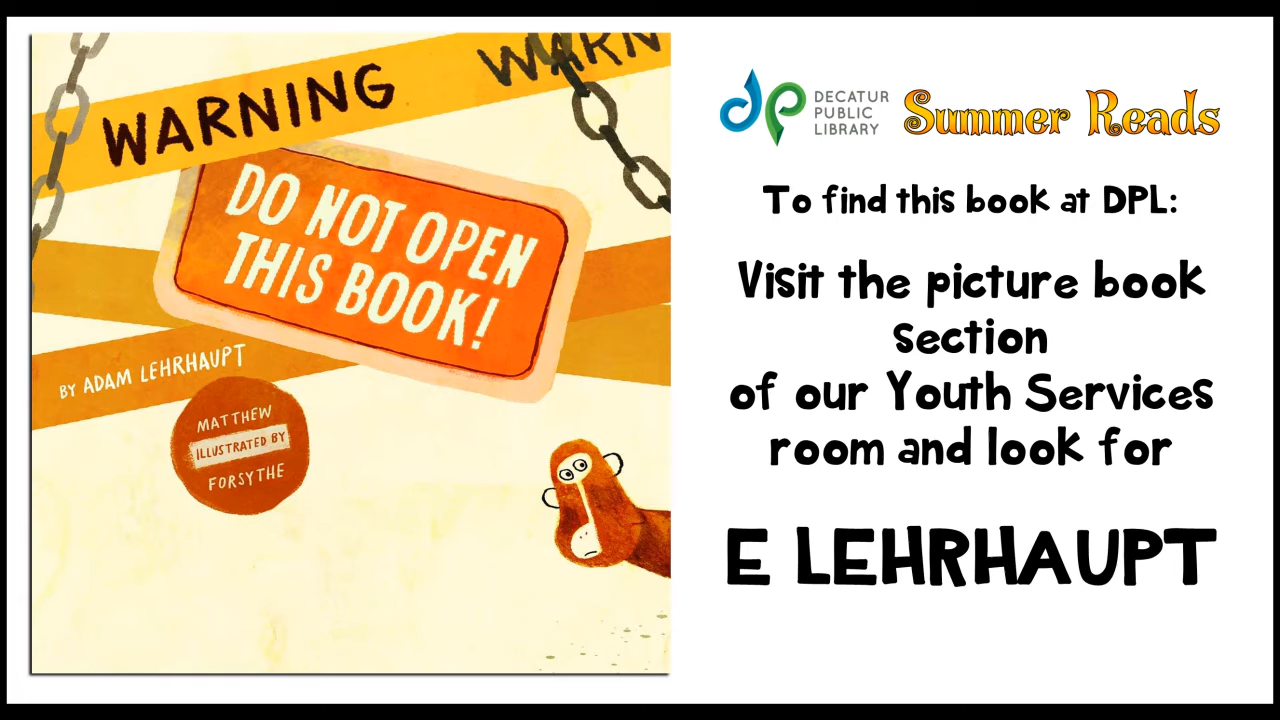 WARNING
WARN
DO NOT OPEN
THIS BOOK!
BY ADAM LEHRHAUPT
MATTHEW
ILLUSTRATED BY
FORSYTHE
DECATUR
PUBLIC
LIBRARY
Summer Reads
To find this book at DPL:
Visit the picture book
section
of our Youth Services
room and look for
E LEHRHAUPT